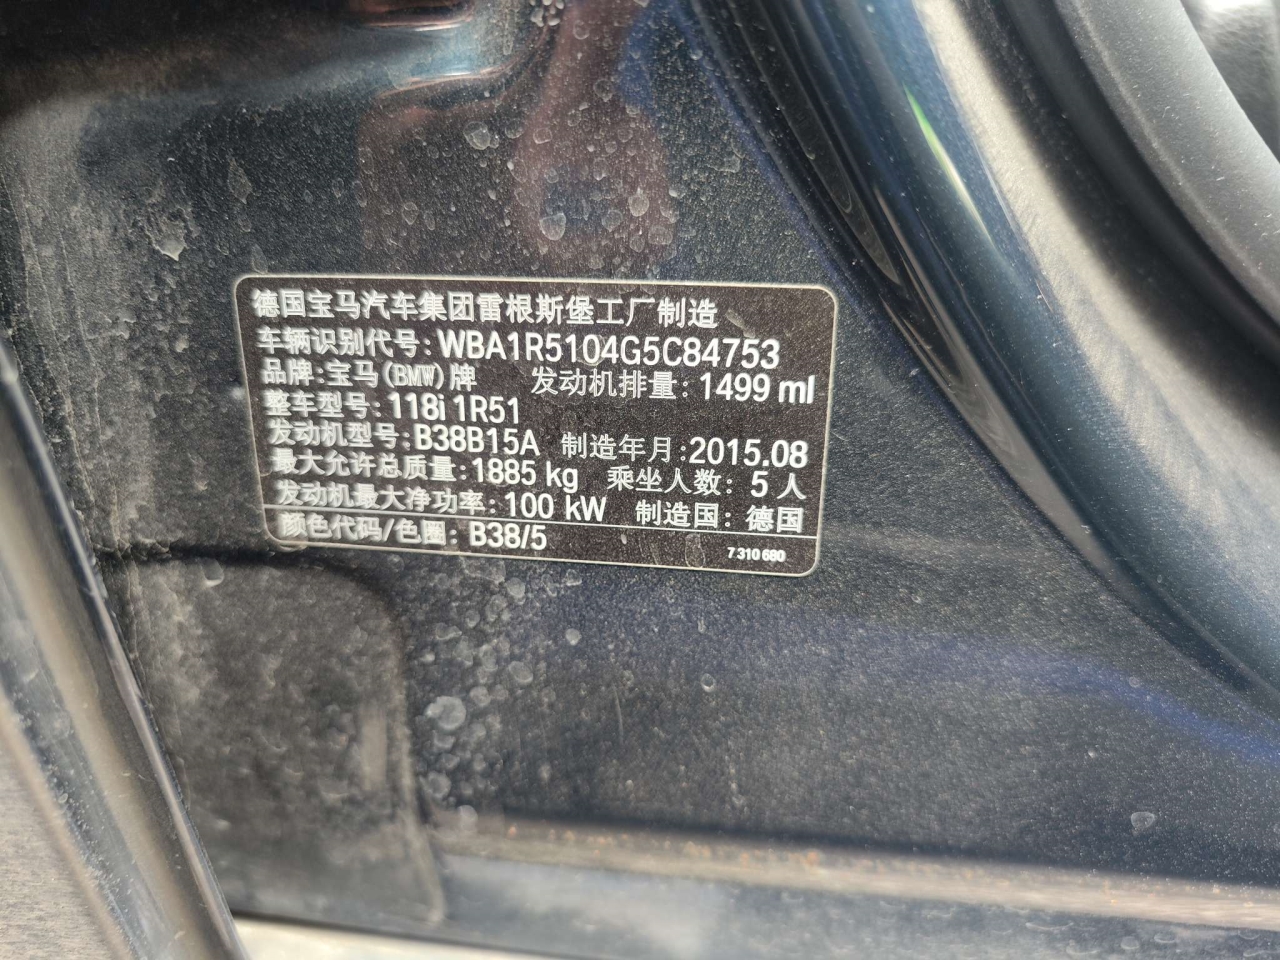 德国宝马汽车集团雷根斯堡工厂制造
车辆识别代号: WBA1R5104G5C84753
品牌: 宝马(BMW)牌 发动机排量: 1499 ml
整车型号: 118i 1R51
发动机型号: B38B15A 制造年月: 2015.08
最大允许总质量: 1885 kg 乘坐人数: 5 人
发动机最大净功率: 100 kW 制造国: 德国
颜色代码/色圈: B38/5 7 310 680